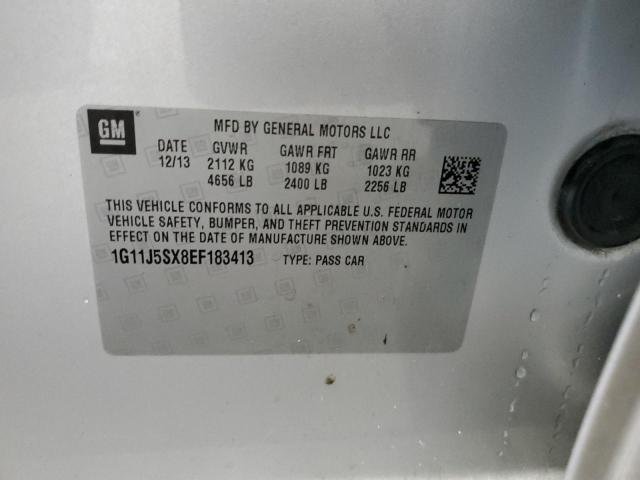 GM
MFD BY GENERAL MOTORS LLC
DATE GVWR GAWR FRT GAWR RR
12/13 2112 KG 1089 KG 1023 KG
4656 LB 2400 LB 2256 LB
THIS VEHICLE CONFORMS TO ALL APPLICABLE U.S. FEDERAL MOTOR
VEHICLE SAFETY, BUMPER, AND THEFT PREVENTION STANDARDS IN
EFFECT ON THE DATE OF MANUFACTURE SHOWN ABOVE.
1G11J5SX8EF183413 TYPE: PASS CAR